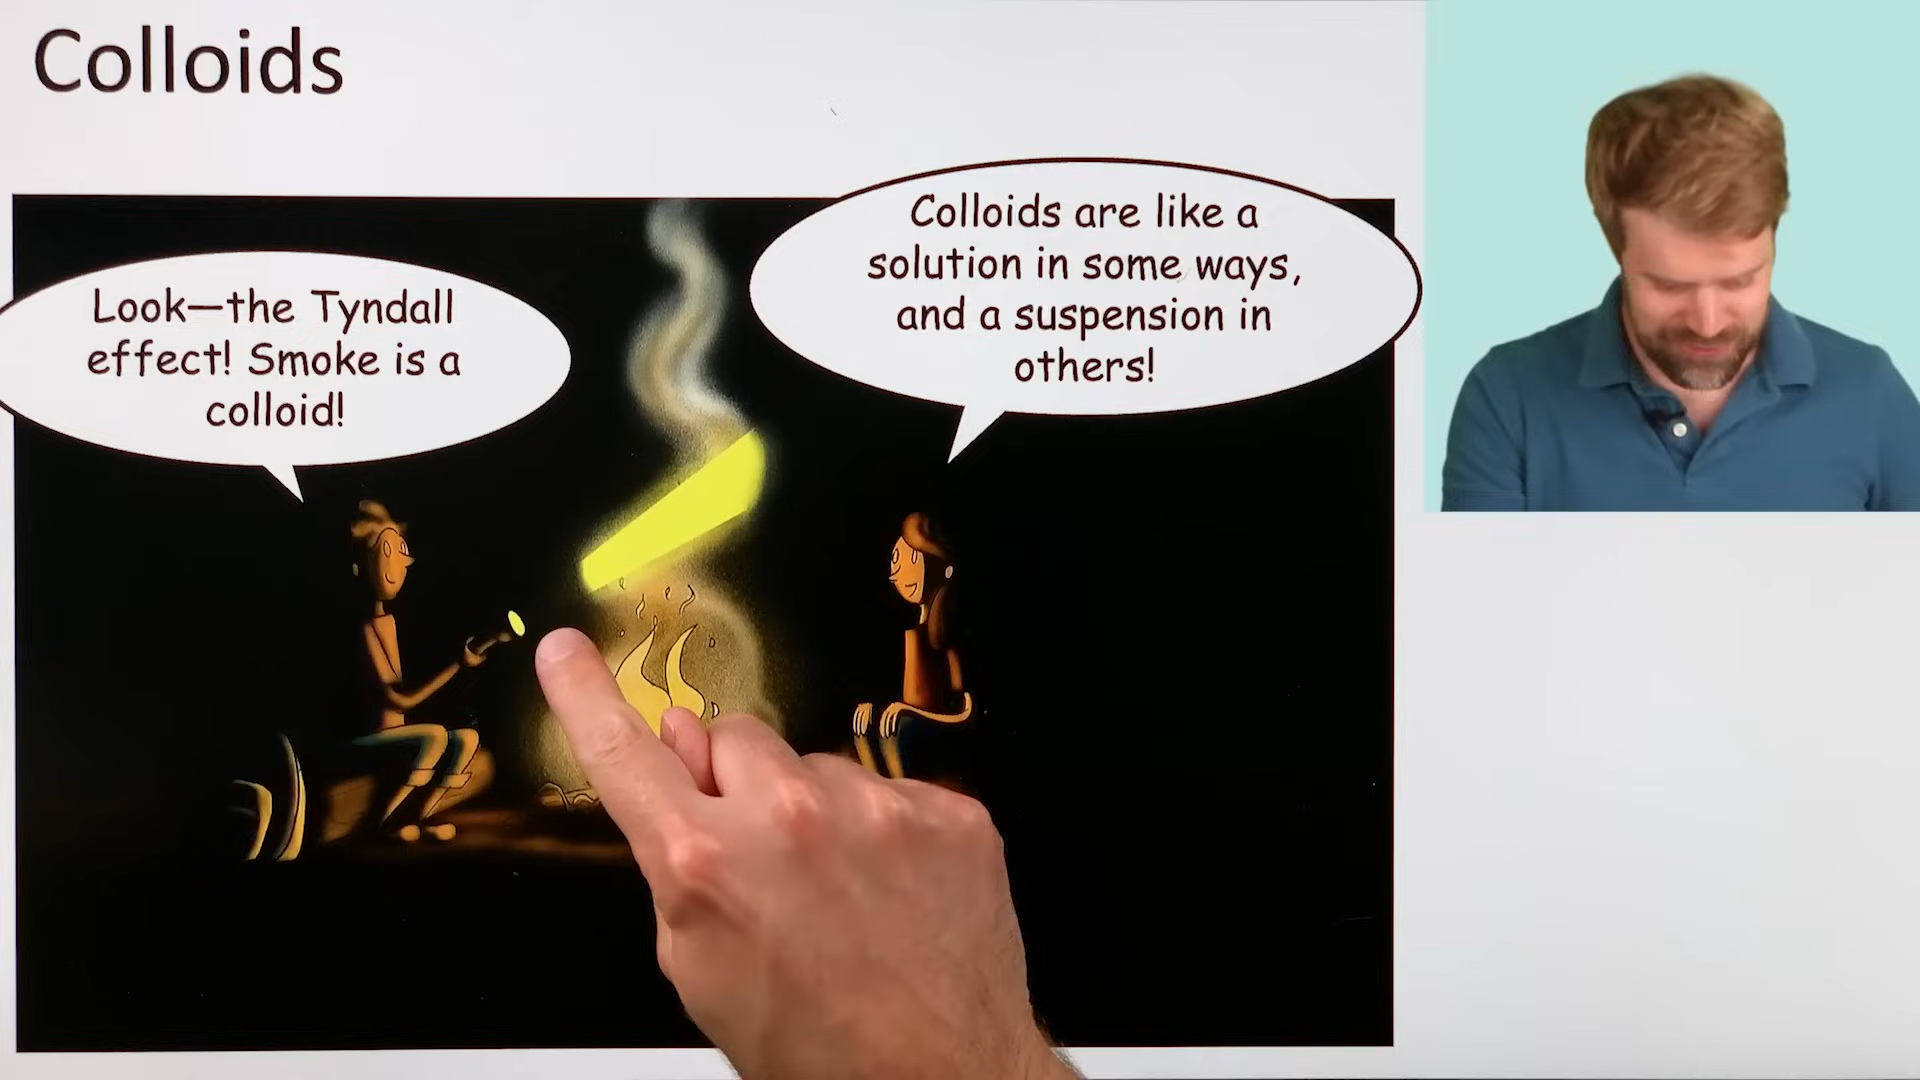 Colloids
Look—the Tyndall
effect! Smoke is a
colloid!
Colloids are like a
solution in some ways,
and a suspension in
others!